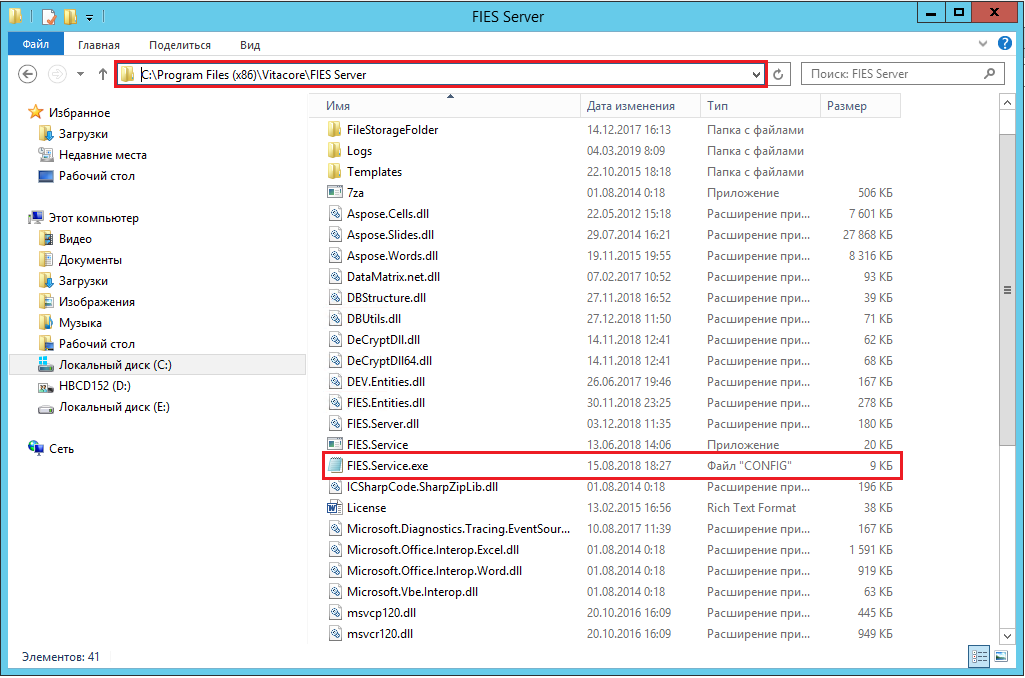 FIES Server
Файл Главная Поделиться Вид
C:\Program Files (x86)\Vitacore\FIES Server Поиск: FIES Server
Избранное
Загрузки
Недавние места
Рабочий стол
Этот компьютер
Видео
Документы
Загрузки
Изображения
Музыка
Рабочий стол
Локальный диск (C:)
HBCD152 (D:)
Локальный диск (E:)
Сеть
Имя Дата изменения Тип Размер
FileStorageFolder 14.12.2017 16:13 Папка с файлами
Logs 04.03.2019 8:09 Папка с файлами
Templates 22.10.2015 18:18 Папка с файлами
7za 01.08.2014 0:18 Приложение 506 КБ
Aspose.Cells.dll 22.05.2012 15:18 Расширение при... 7 601 КБ
Aspose.Slides.dll 29.07.2014 16:21 Расширение при... 27 868 КБ
Aspose.Words.dll 19.11.2015 19:55 Расширение при... 8 316 КБ
DataMatrix.net.dll 07.02.2017 10:52 Расширение при... 93 КБ
DBStructure.dll 27.11.2018 16:52 Расширение при... 39 КБ
DBUtils.dll 27.12.2018 11:50 Расширение при... 71 КБ
DeCryptDll.dll 14.11.2018 12:41 Расширение при... 62 КБ
DeCryptDll64.dll 14.11.2018 12:41 Расширение при... 68 КБ
DEV.Entities.dll 26.06.2017 19:46 Расширение при... 167 КБ
FIES.Entities.dll 30.11.2018 23:25 Расширение при... 278 КБ
FIES.Server.dll 03.12.2018 11:35 Расширение при... 180 КБ
FIES.Service 13.06.2018 14:06 Приложение 20 КБ
FIES.Service.exe 15.08.2018 18:27 Файл "CONFIG" 9 КБ
ICSharpCode.SharpZipLib.dll 01.08.2014 0:18 Расширение при... 196 КБ
License 13.02.2015 16:56 Rich Text Format 38 КБ
Microsoft.Diagnostics.Tracing.EventSour... 10.08.2017 11:39 Расширение при... 167 КБ
Microsoft.Office.Interop.Excel.dll 01.08.2014 0:18 Расширение при... 1 591 КБ
Microsoft.Office.Interop.Word.dll 01.08.2014 0:18 Расширение при... 919 КБ
Microsoft.Vbe.Interop.dll 01.08.2014 0:18 Расширение при... 63 КБ
msvcp120.dll 20.10.2016 16:09 Расширение при... 445 КБ
msvcr120.dll 20.10.2016 16:09 Расширение при... 949 КБ
Элементов: 41